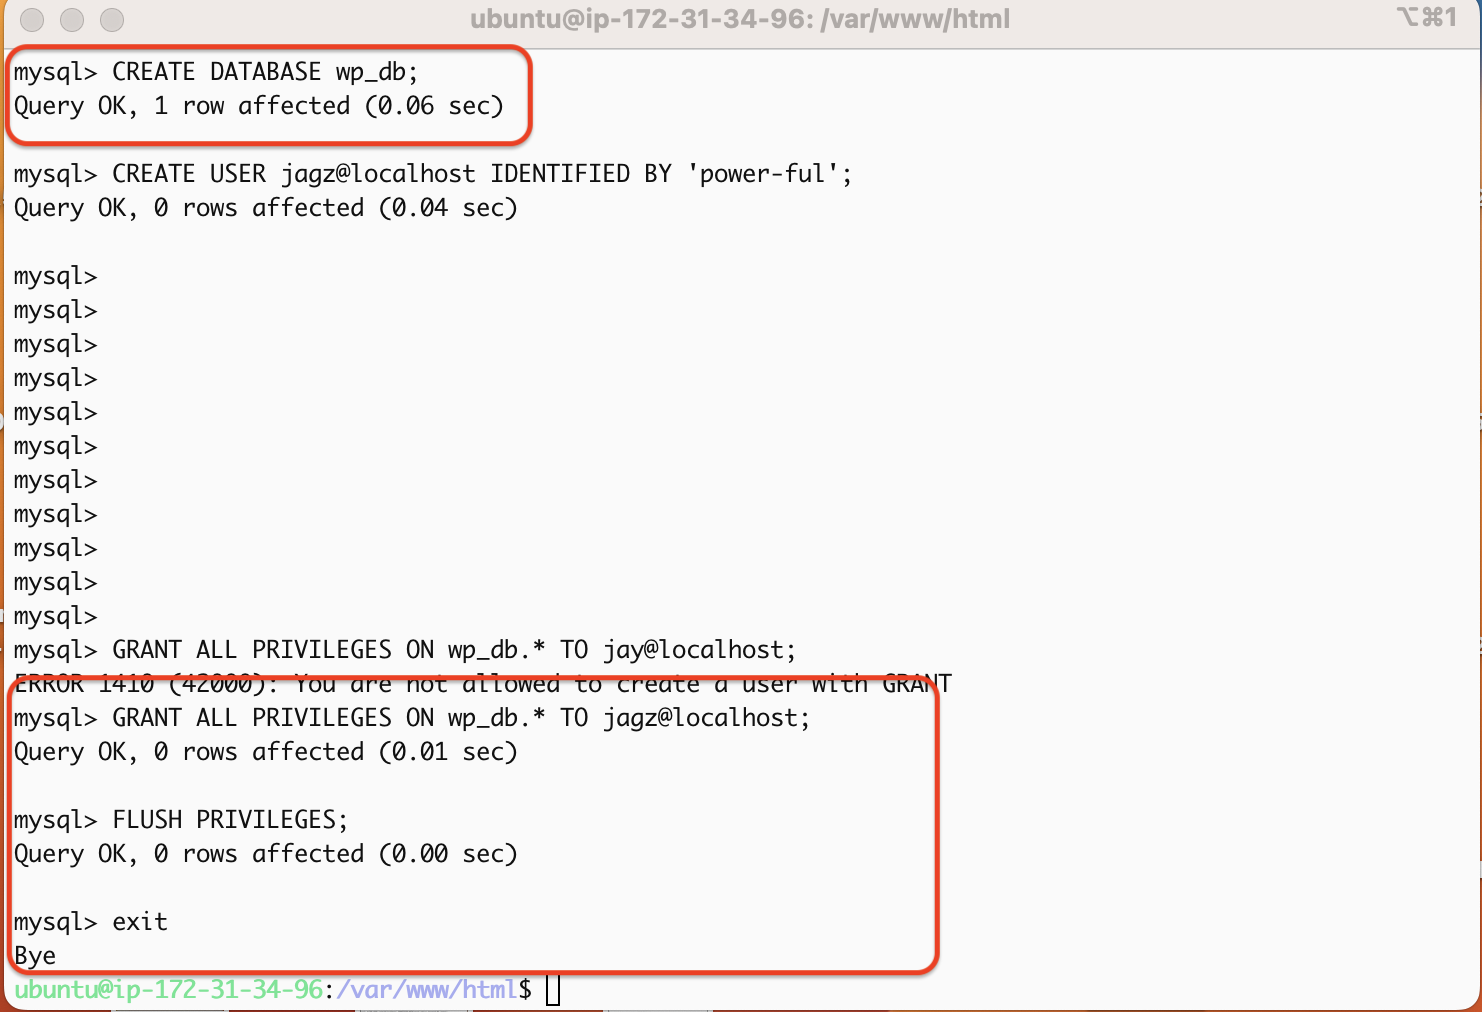 ubuntu@ip-172-31-34-96: /var/www/html ⌥⌘1
mysql> CREATE DATABASE wp_db;
Query OK, 1 row affected (0.06 sec)
mysql> CREATE USER jagz@localhost IDENTIFIED BY 'power-ful';
Query OK, 0 rows affected (0.04 sec)
mysql>
mysql>
mysql>
mysql>
mysql>
mysql>
mysql>
mysql>
mysql>
mysql>
mysql>
mysql> GRANT ALL PRIVILEGES ON wp_db.* TO jay@localhost;
ERROR 1410 (42000): You are not allowed to create a user with GRANT
mysql> GRANT ALL PRIVILEGES ON wp_db.* TO jagz@localhost;
Query OK, 0 rows affected (0.01 sec)
mysql> FLUSH PRIVILEGES;
Query OK, 0 rows affected (0.00 sec)
mysql> exit
Bye
ubuntu@ip-172-31-34-96:/var/www/html$